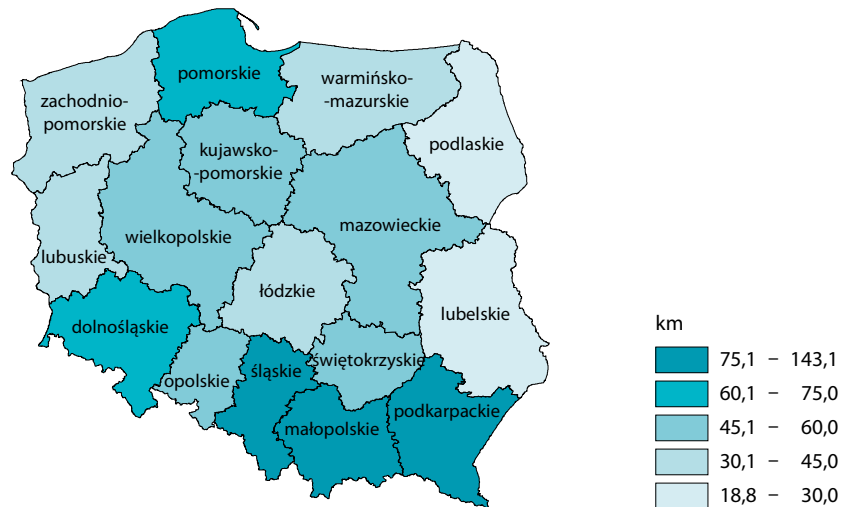 pomorskie
warmińsko-
-mazurskie
zachodnio-
pomorskie
podlaskie
kujawsko-
-pomorskie
mazowieckie
wielkopolskie
lubuskie
łódzkie
lubelskie
dolnośląskie
świętokrzyskie
śląskie
opolskie
podkarpackie
małopolskie
km
75,1 – 143,1
60,1 – 75,0
45,1 – 60,0
30,1 – 45,0
18,8 – 30,0